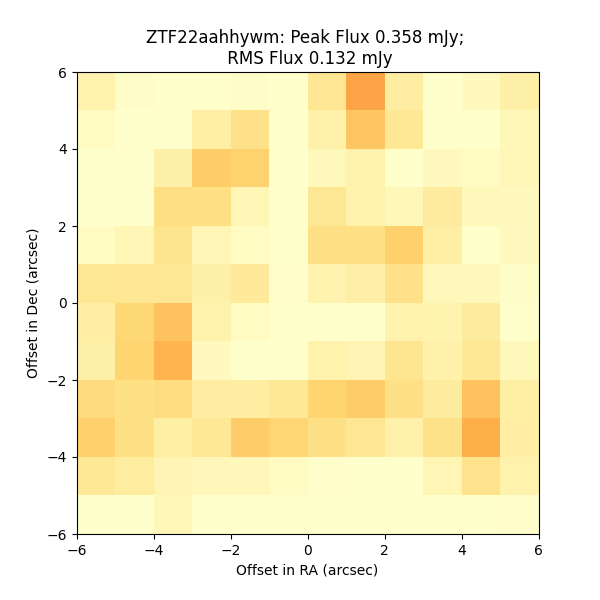 ZTF22aahhywm: Peak Flux 0.358 mJy;
RMS Flux 0.132 mJy
6
4
2
0
−2
−4
−6
Offset in Dec (arcsec)
−6 −4 −2 0 2 4 6
Offset in RA (arcsec)